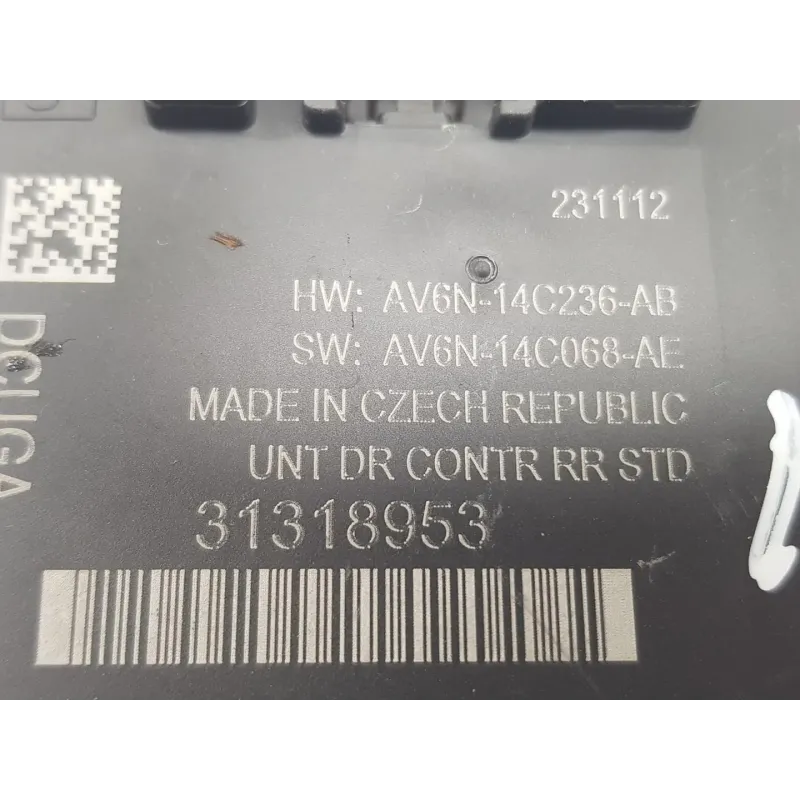 231112
HW: AV6N-14C236-AB
SW: AV6N-14C068-AE
MADE IN CZECH REPUBLIC
UNT DR CONTR RR STD
31318953